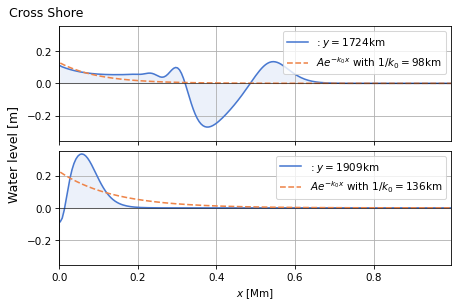 Cross Shore
Water level [m]
0.2
0.0
−0.2
: y = 1724km
Ae^{−k₀x} with 1/k₀ = 98km
0.2
0.0
−0.2
: y = 1909km
Ae^{−k₀x} with 1/k₀ = 136km
0.0 0.2 0.4 0.6 0.8
x [Mm]